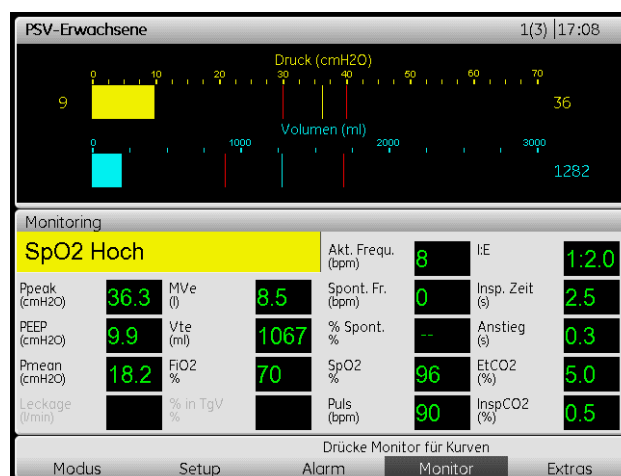 PSV-Erwachsene 1(3) 17:08
Druck (cmH2O)
0 10 20 30 40 50 60 70
9 36
Volumen (ml)
0 1000 2000 3000
1282
Monitoring
SpO2 Hoch
Akt. Frequ. (bpm) 8 I:E 1:2.0
Ppeak (cmH2O) 36.3 MVe (l) 8.5 Spont. Fr. (bpm) 0 Insp. Zeit (s) 2.5
PEEP (cmH2O) 9.9 Vte (ml) 1067 % Spont. % -- Anstieg (s) 0.3
Pmean (cmH2O) 18.2 FiO2 % 70 SpO2 % 96 EtCO2 (%) 5.0
Leckage (l/min) % in TgV % Puls (bpm) 90 InspCO2 (%) 0.5
Drücke Monitor für Kurven
Modus Setup Alarm Monitor Extras